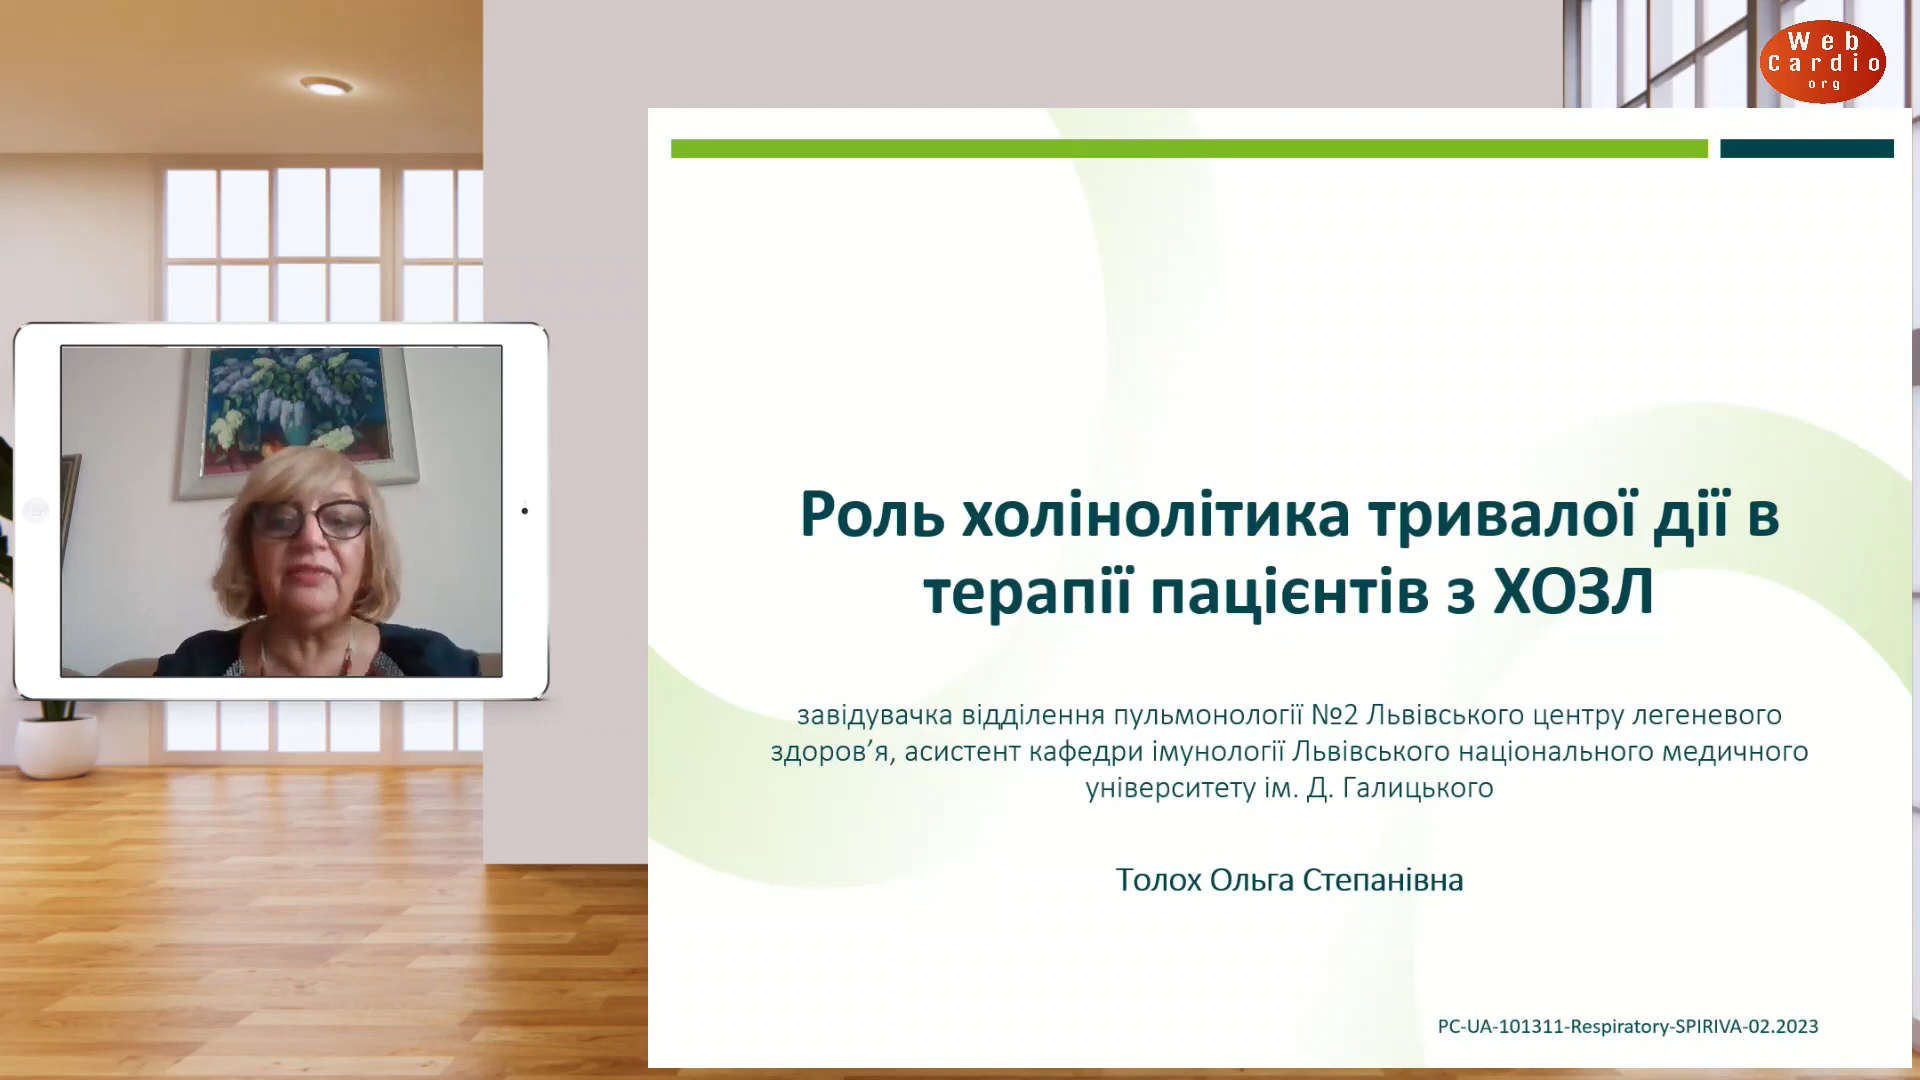 Web
Cardio
org
Роль холінолітика тривалої дії в
терапії пацієнтів з ХОЗЛ
завідувачка відділення пульмонології №2 Львівського центру легеневого
здоров’я, асистент кафедри імунології Львівського національного медичного
університету ім. Д. Галицького
Толох Ольга Степанівна
PC-UA-101311-Respiratory-SPIRIVA-02.2023